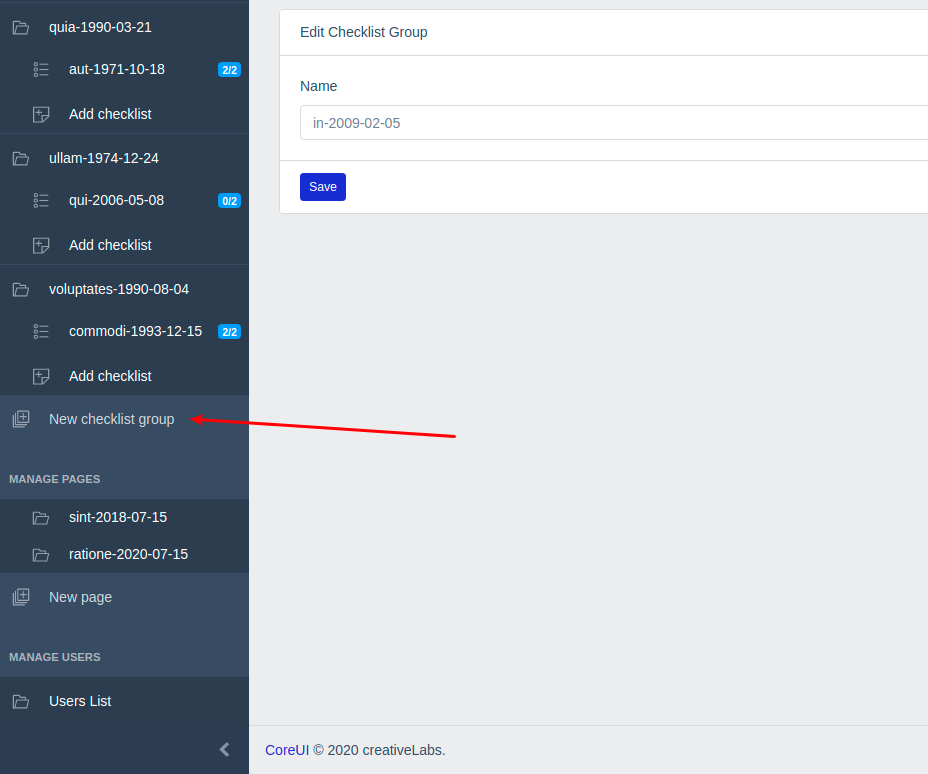 quia-1990-03-21
aut-1971-10-18 2/2
Add checklist
ullam-1974-12-24
qui-2006-05-08 0/2
Add checklist
voluptates-1990-08-04
commodi-1993-12-15 2/2
Add checklist
New checklist group
MANAGE PAGES
sint-2018-07-15
ratione-2020-07-15
New page
MANAGE USERS
Users List
Edit Checklist Group
Name
in-2009-02-05
Save
CoreUI © 2020 creativeLabs.